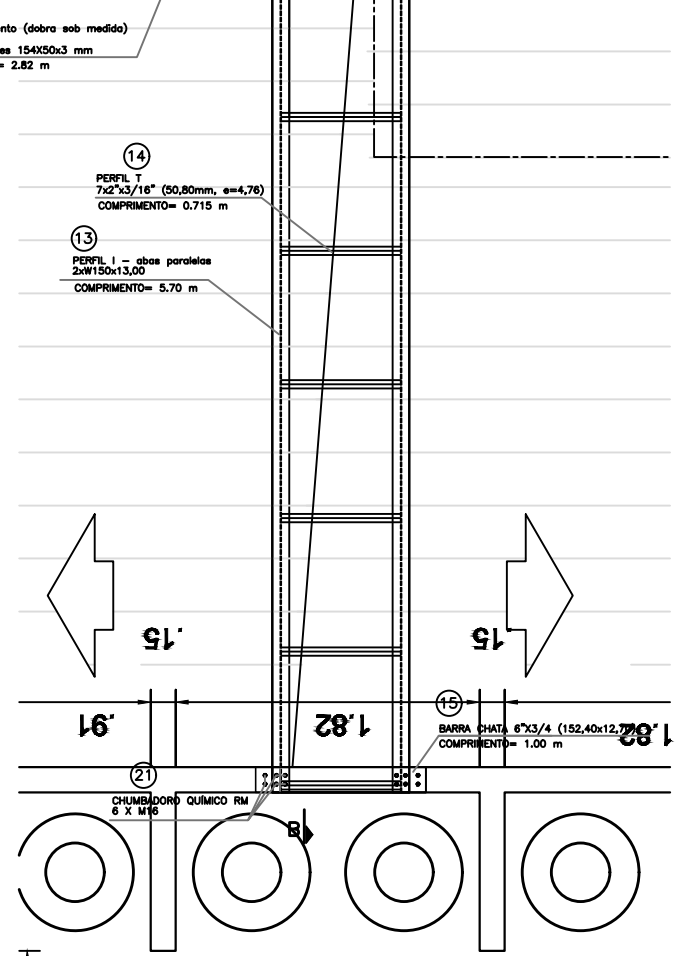 nto (dobra sob medida)
es 154X50x3 mm
= 2.82 m
14
PERFIL T
7x2"x3/16" (50,80mm, e=4,76)
COMPRIMENTO= 0.715 m
13
PERFIL I – abas paralelas
2xW150x13,00
COMPRIMENTO= 5.70 m
.15
.15
.91
1.82
15
1.82
BARRA CHATA 6"X3/4 (152,40x12,
COMPRIMENTO= 1.00 m
21
CHUMBADORO QUÍMICO RM
6 X M16
B